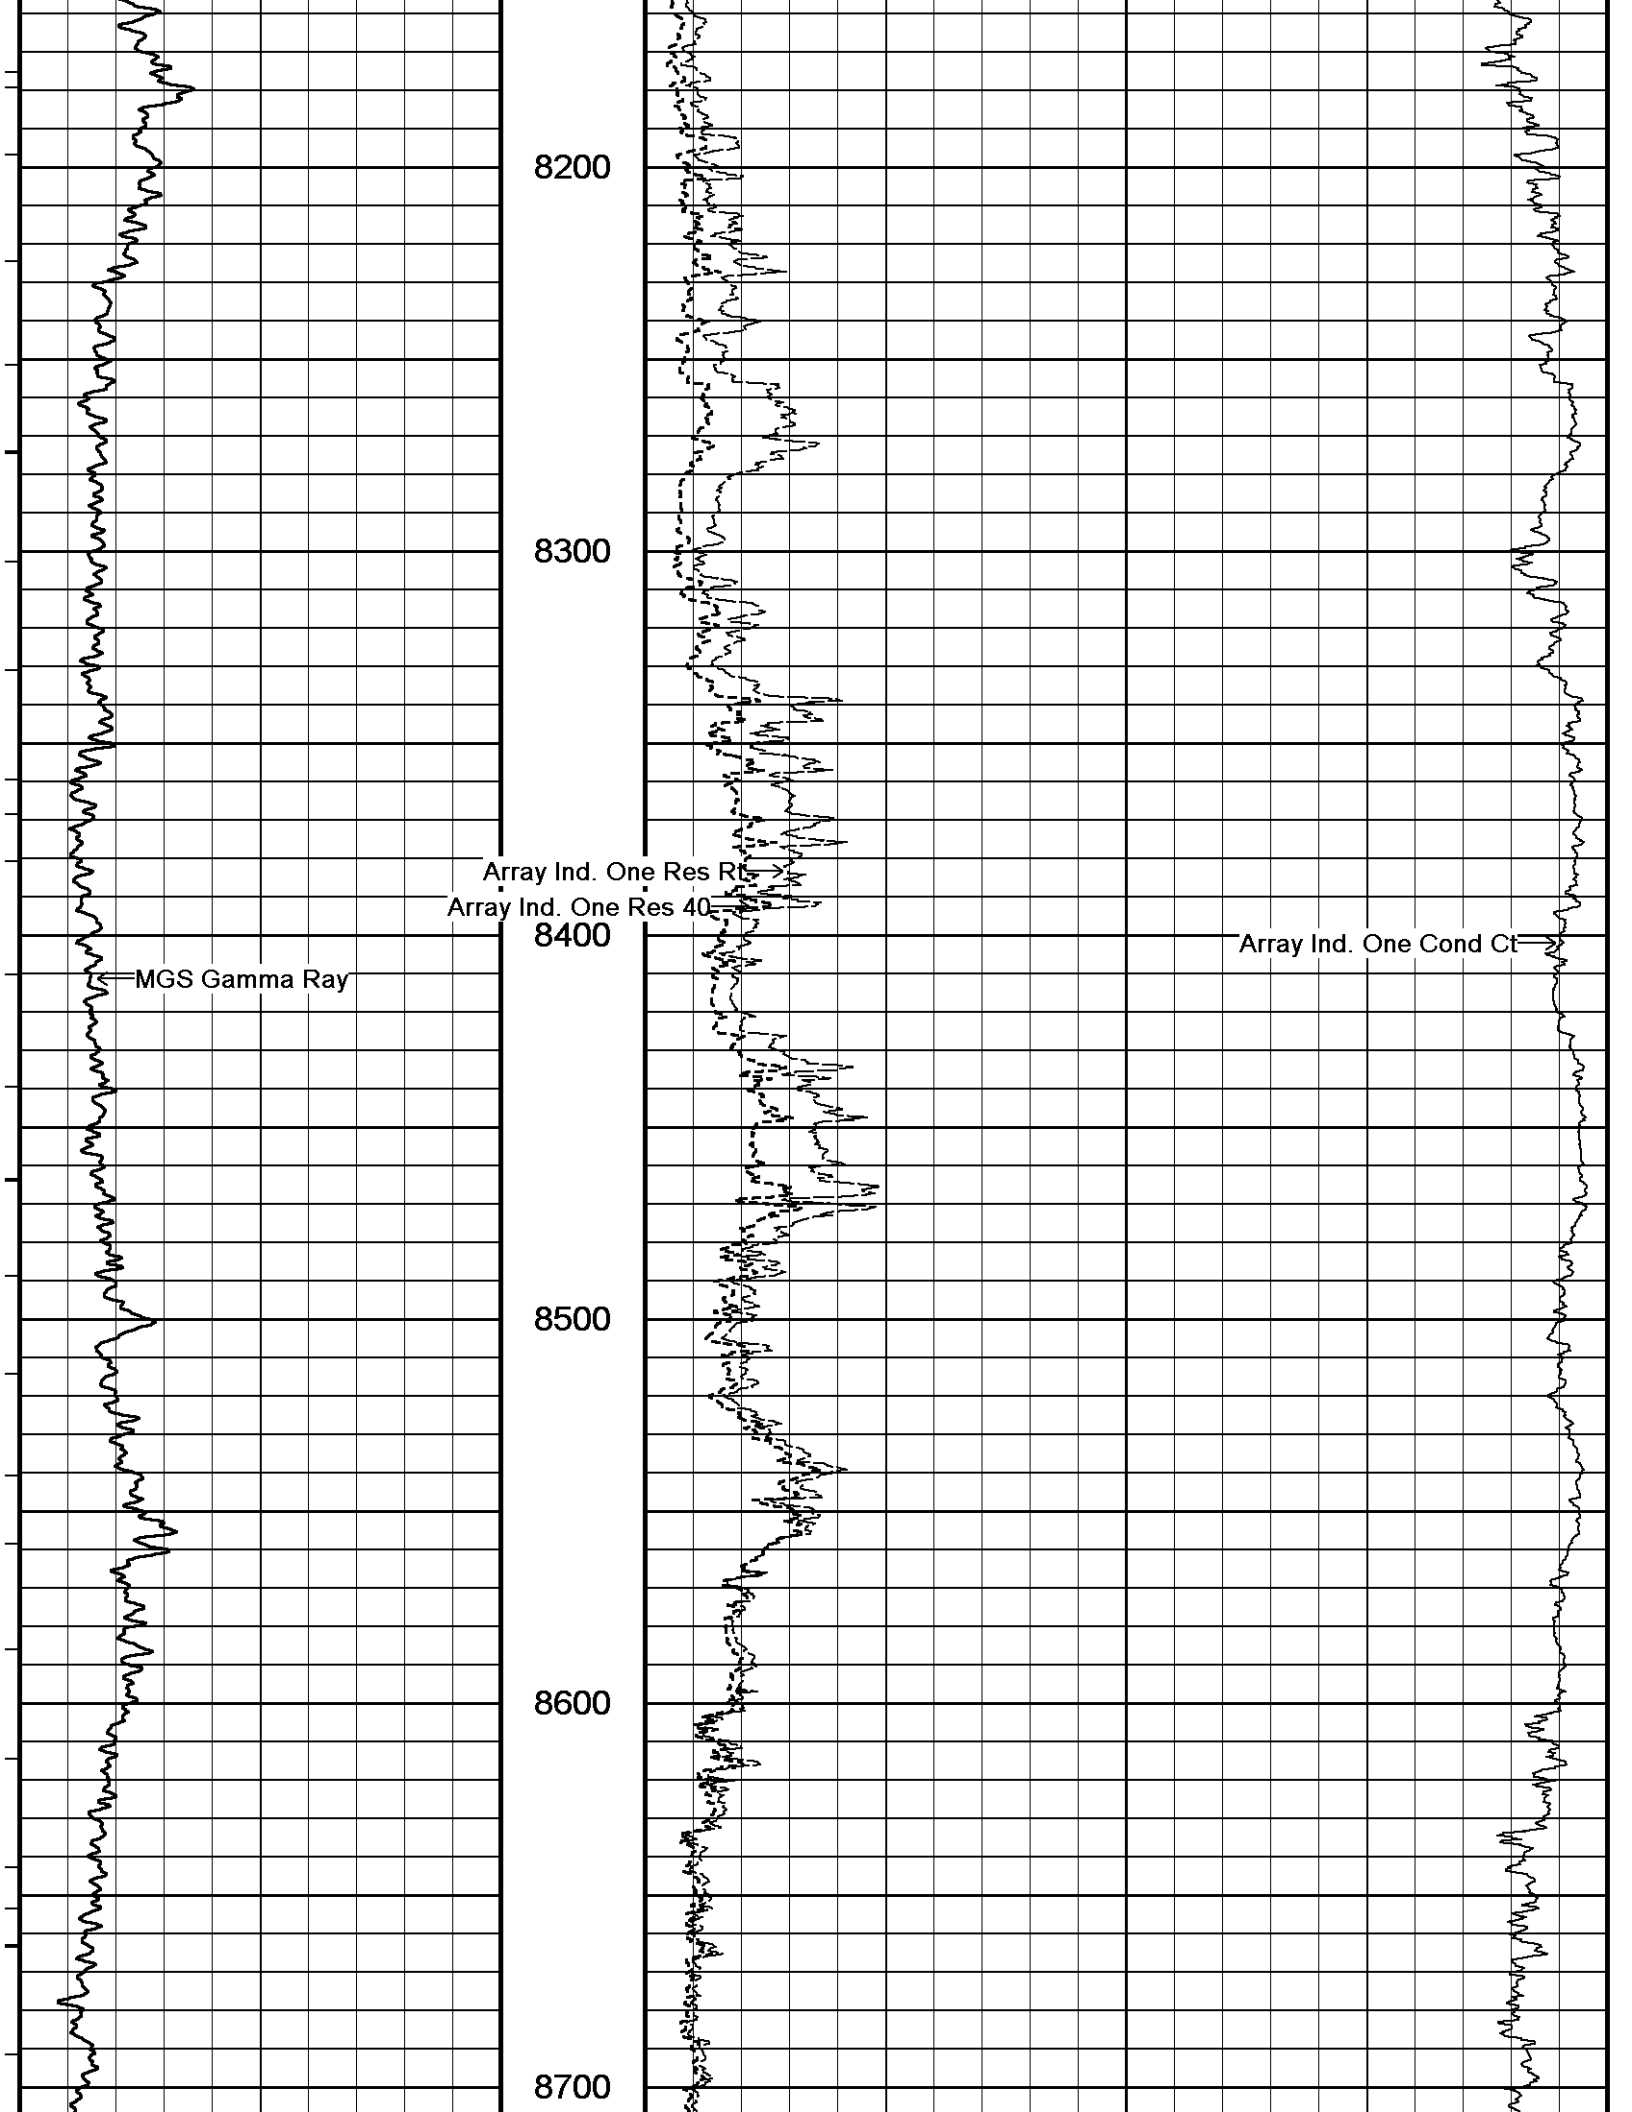 8200
8300
Array Ind. One Res Rt
Array Ind. One Res 40
8400
Array Ind. One Cond Ct
MGS Gamma Ray
8500
8600
8700